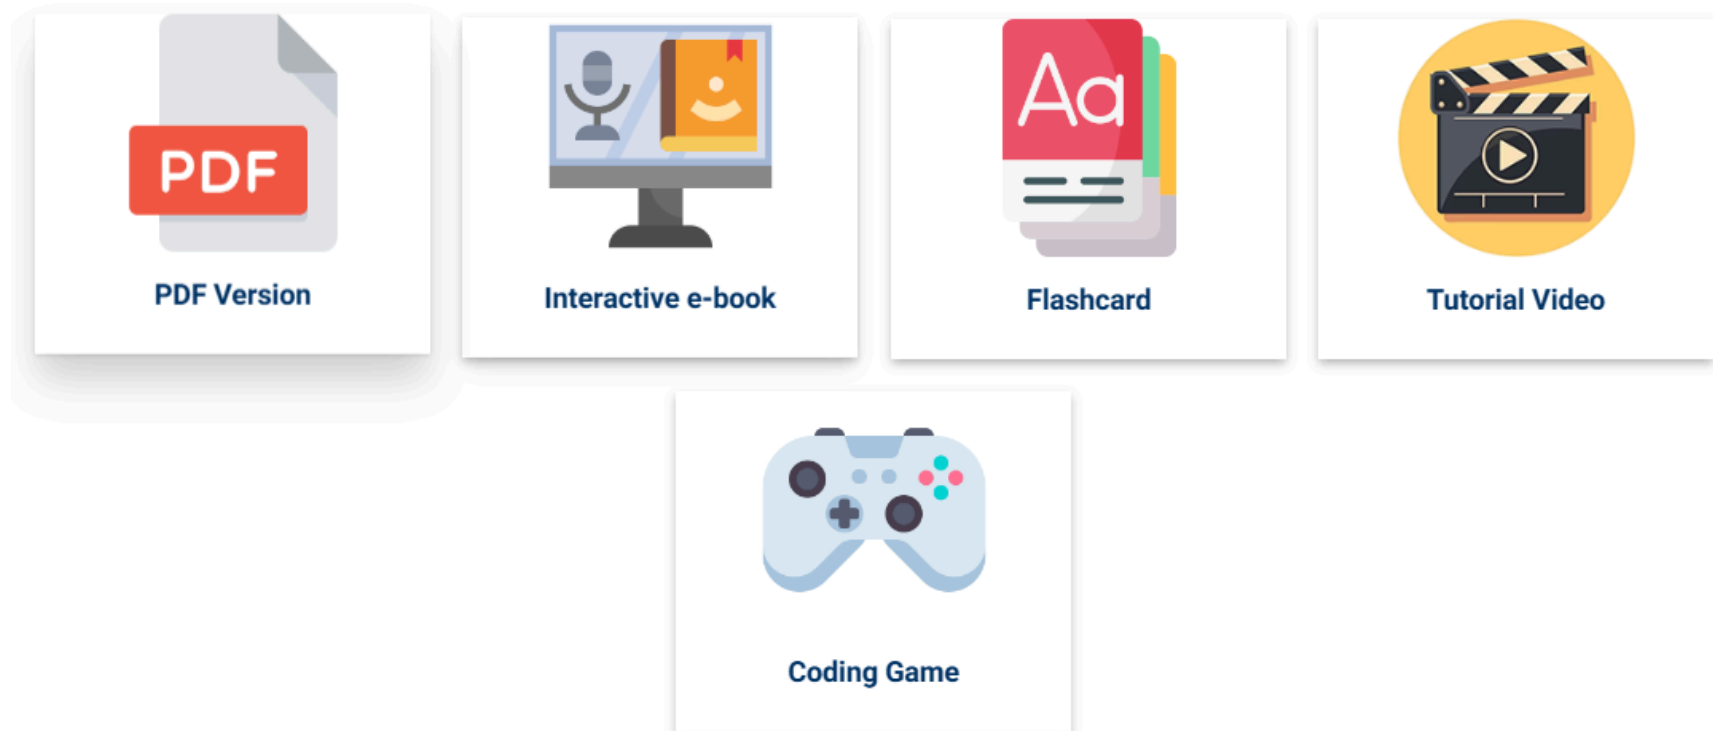 PDF
PDF Version
Interactive e-book
Aa
Flashcard
Tutorial Video
Coding Game